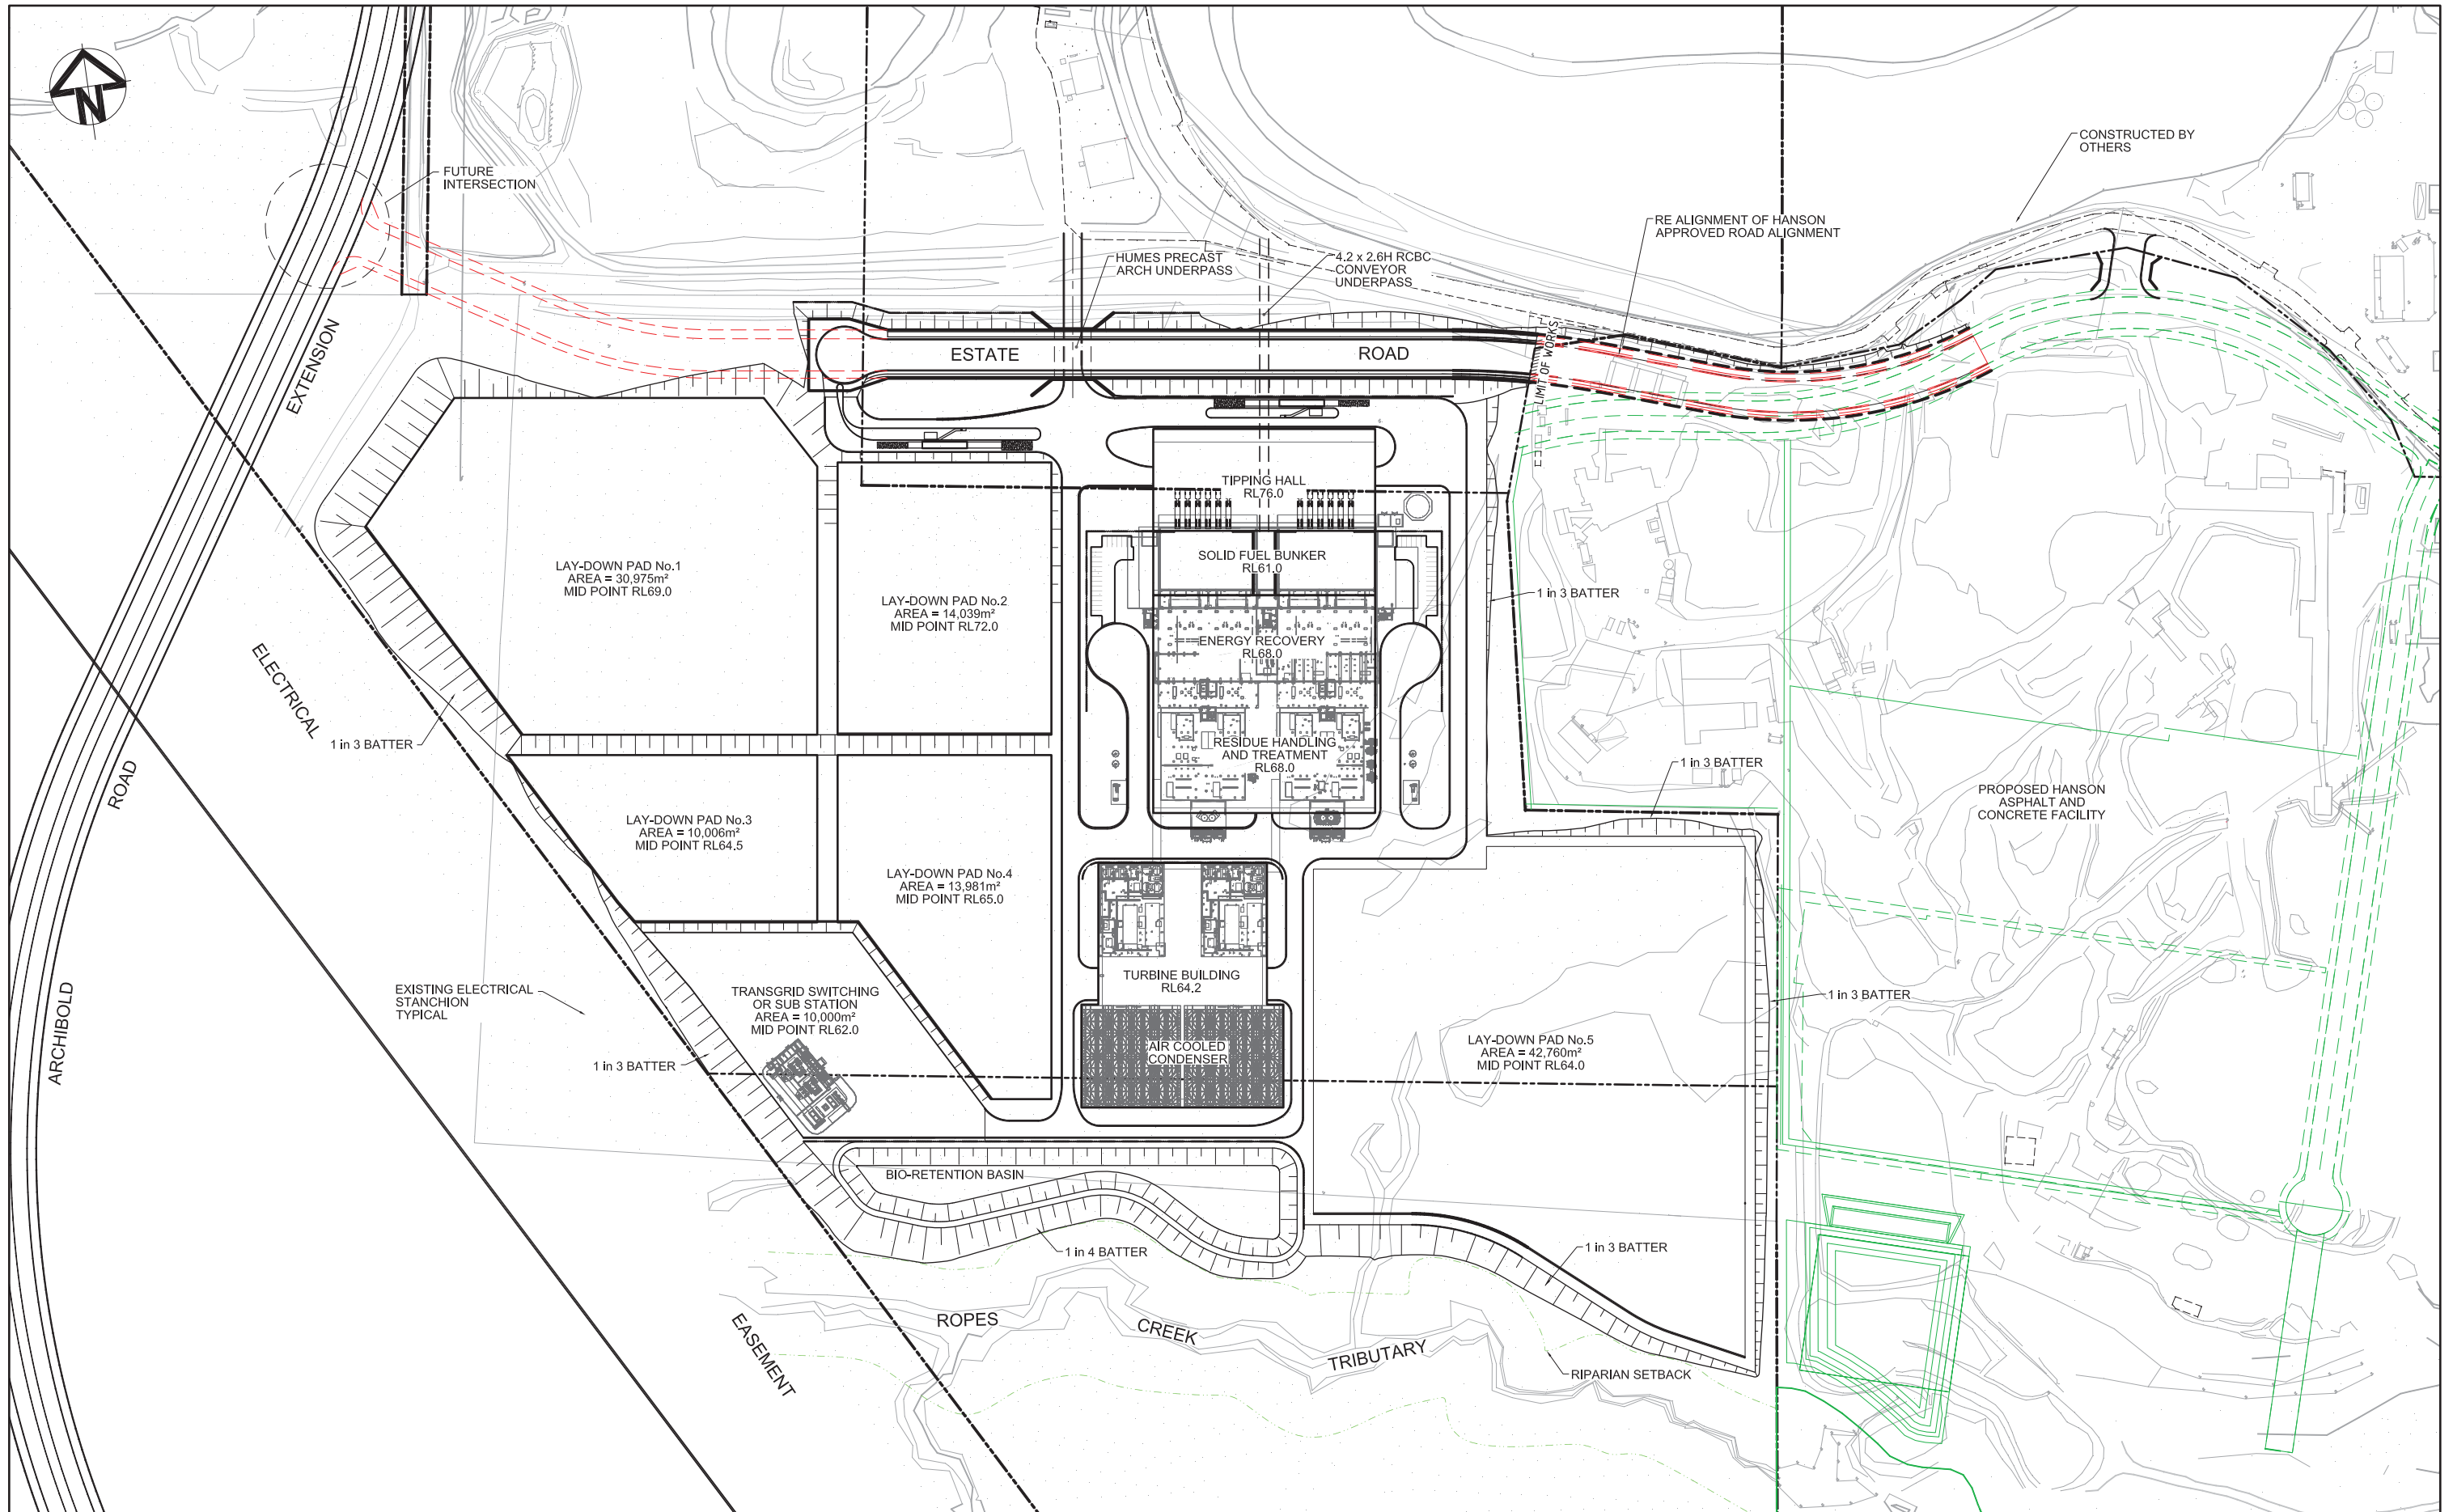 N
FUTURE
INTERSECTION
CONSTRUCTED BY
OTHERS
RE ALIGNMENT OF HANSON
APPROVED ROAD ALIGNMENT
HUMES PRECAST
ARCH UNDERPASS
4.2 x 2.6H RCBC
CONVEYOR
UNDERPASS
ESTATE
ROAD
LIMIT OF WORKS
EXTENSION
TIPPING HALL
RL76.0
SOLID FUEL BUNKER
RL61.0
LAY-DOWN PAD No.1
AREA = 30,975m²
MID POINT RL69.0
LAY-DOWN PAD No.2
AREA = 14,039m²
MID POINT RL72.0
1 in 3 BATTER
ENERGY RECOVERY
RL68.0
ELECTRICAL
1 in 3 BATTER
RESIDUE HANDLING
AND TREATMENT
RL68.0
1 in 3 BATTER
ROAD
PROPOSED HANSON
ASPHALT AND
CONCRETE FACILITY
LAY-DOWN PAD No.3
AREA = 10,006m²
MID POINT RL64.5
LAY-DOWN PAD No.4
AREA = 13,981m²
MID POINT RL65.0
TURBINE BUILDING
RL64.2
EXISTING ELECTRICAL
STANCHION
TYPICAL
TRANSGRID SWITCHING
OR SUB STATION
AREA = 10,000m²
MID POINT RL62.0
1 in 3 BATTER
ARCHIBOLD
AIR COOLED
CONDENSER
LAY-DOWN PAD No.5
AREA = 42,760m²
MID POINT RL64.0
1 in 3 BATTER
BIO-RETENTION BASIN
1 in 4 BATTER
1 in 3 BATTER
EASEMENT
ROPES
CREEK
TRIBUTARY
RIPARIAN SETBACK